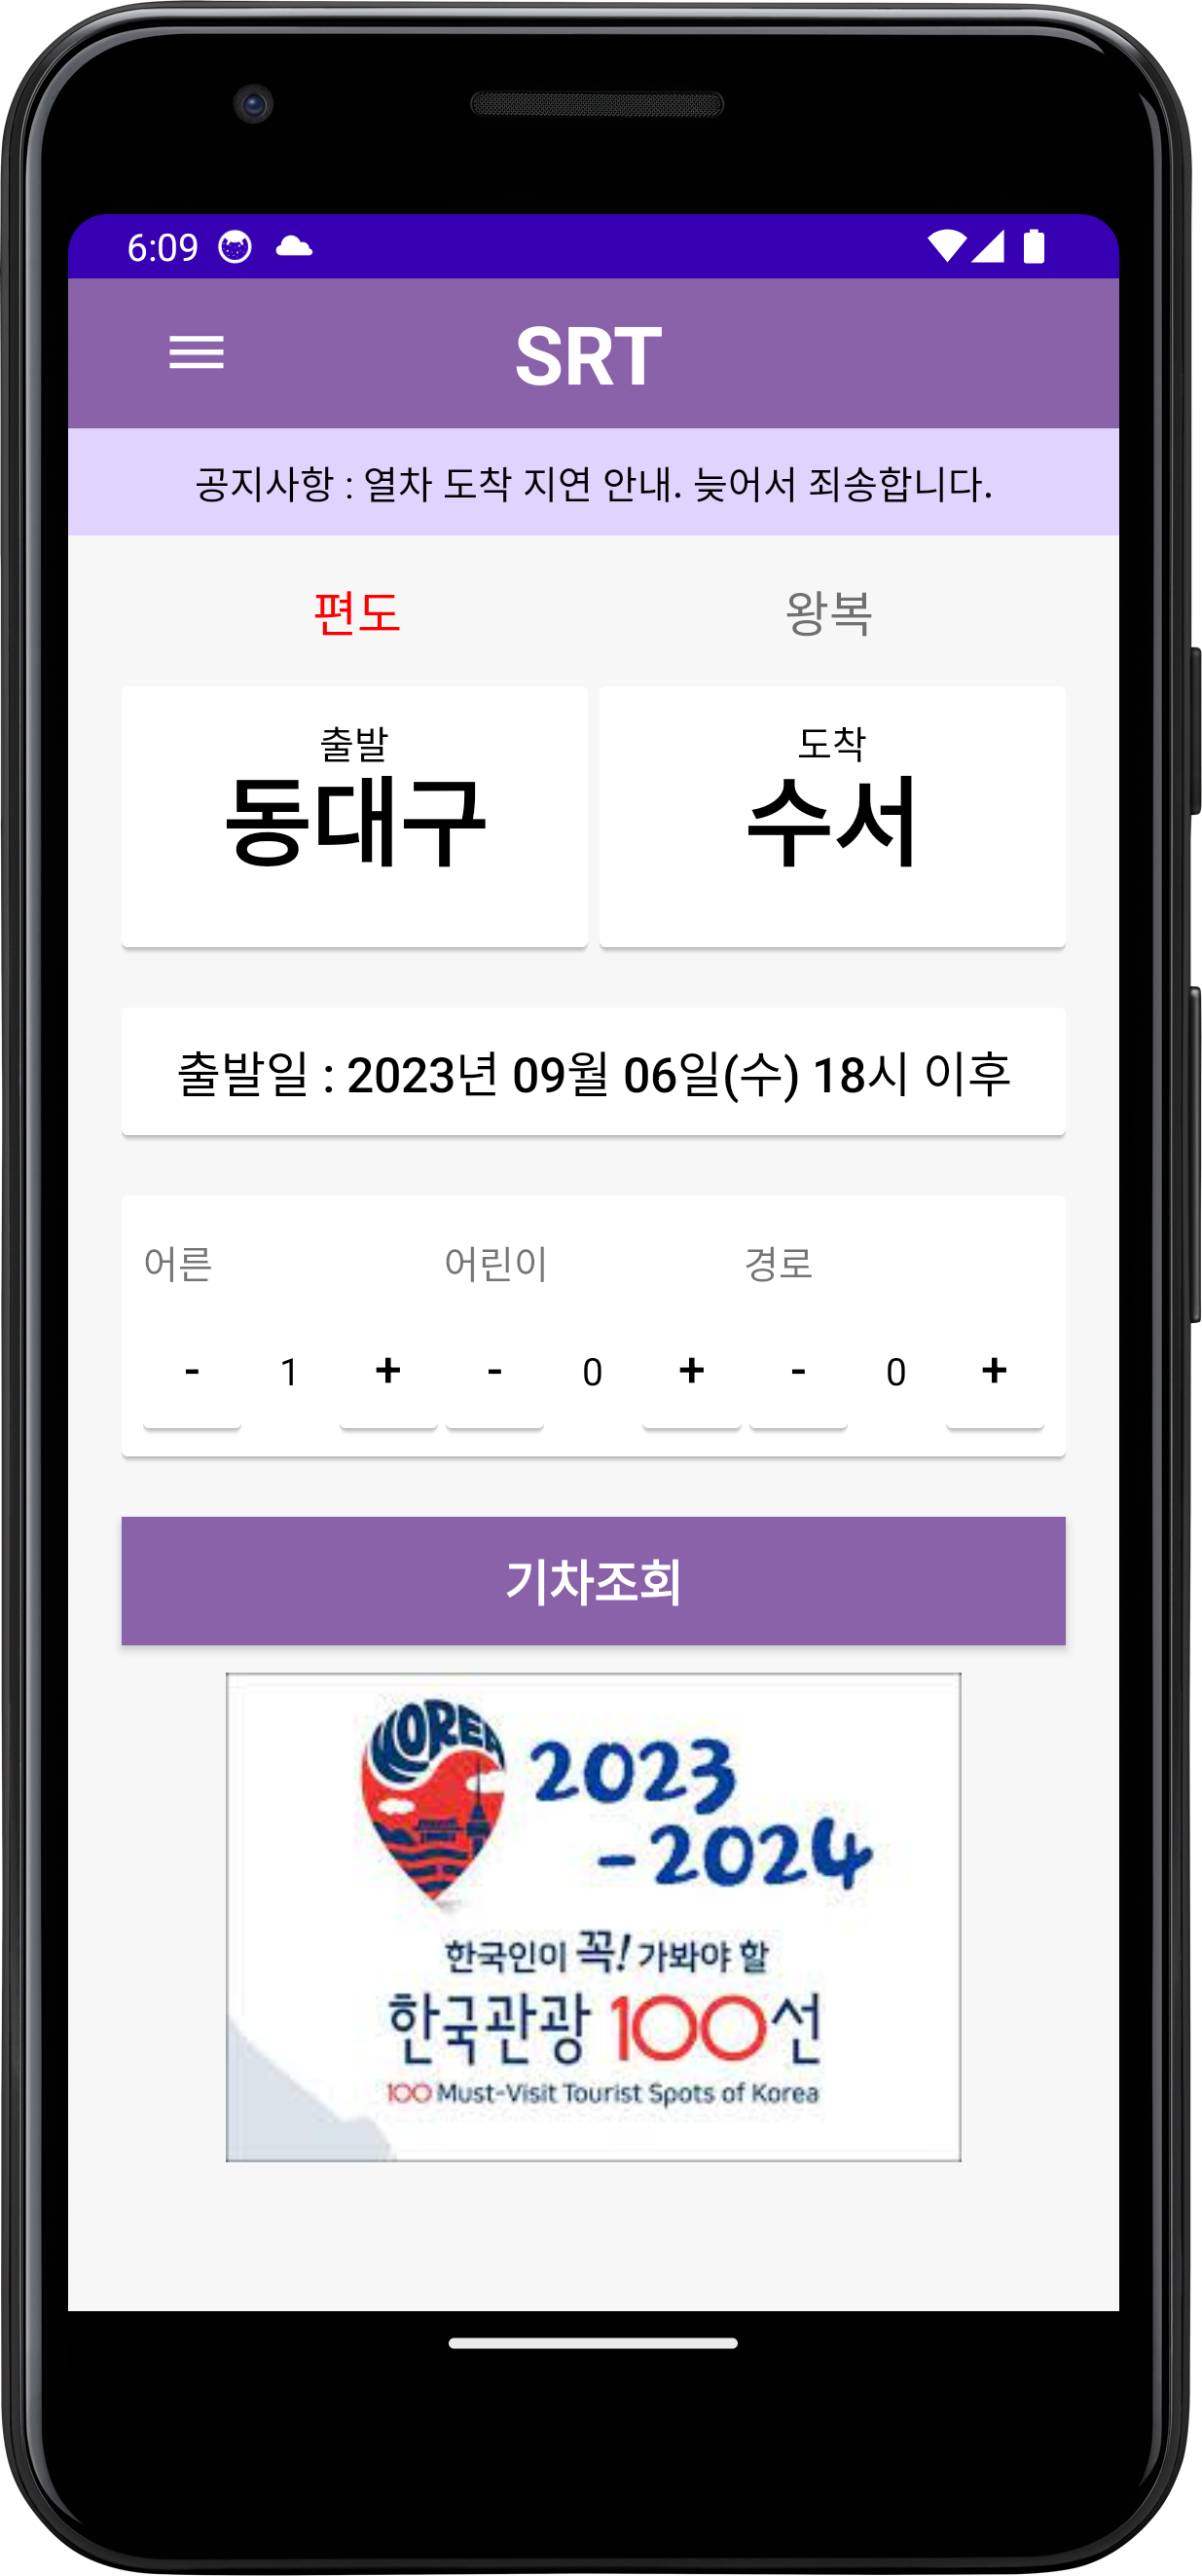 6:09
SRT
공지사항 : 열차 도착 지연 안내. 늦어서 죄송합니다.
편도 왕복
출발 도착
동대구 수서
출발일 : 2023년 09월 06일(수) 18시 이후
어른 어린이 경로
- 1 + - 0 + - 0 +
기차조회
KOREA
2023
-2024
한국인이 꼭! 가봐야 할
한국관광 100선
100 Must-Visit Tourist Spots of Korea